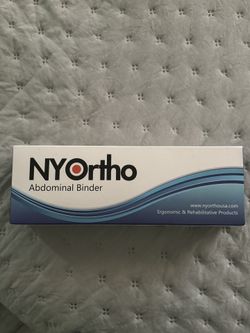 NYOrtho
Abdominal Binder
www.nyorthousa.com
Ergonomic & Rehabilitative Products